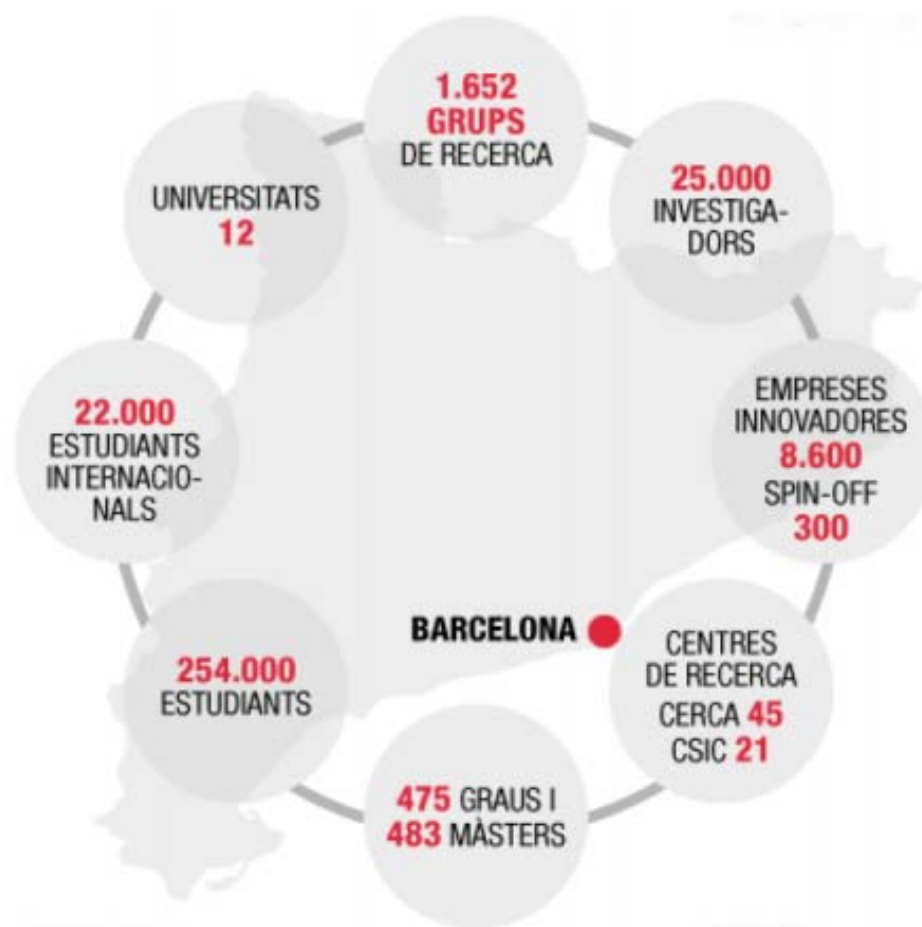 1.652
GRUPS
DE RECERCA
25.000
INVESTIGA-
DORS
EMPRESES
INNOVADORES
8.600
SPIN-OFF
300
CENTRES
DE RECERCA
CERCA 45
CSIC 21
475 GRAUS I
483 MÀSTERS
254.000
ESTUDIANTS
22.000
ESTUDIANTS
INTERNACIO-
NALS
UNIVERSITATS
12
BARCELONA